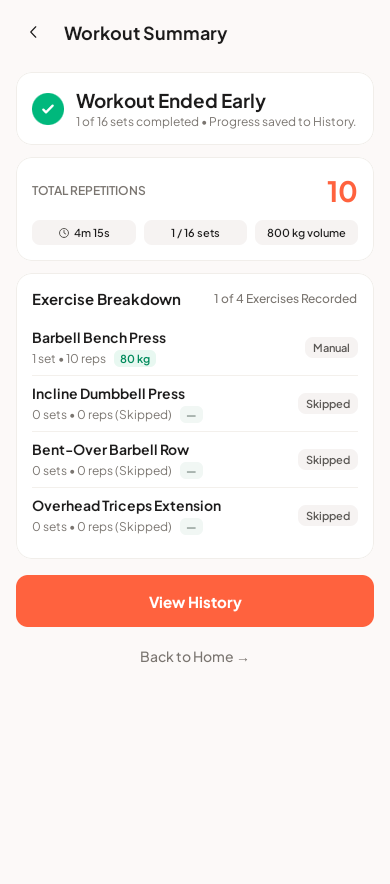 Workout Summary
Workout Ended Early
1 of 16 sets completed • Progress saved to History.
TOTAL REPETITIONS
10
4m 15s
1 / 16 sets
800 kg volume
Exercise Breakdown
1 of 4 Exercises Recorded
Barbell Bench Press
1 set • 10 reps
80 kg
Manual
Incline Dumbbell Press
0 sets • 0 reps (Skipped)
—
Skipped
Bent-Over Barbell Row
0 sets • 0 reps (Skipped)
—
Skipped
Overhead Triceps Extension
0 sets • 0 reps (Skipped)
—
Skipped
View History
Back to Home →